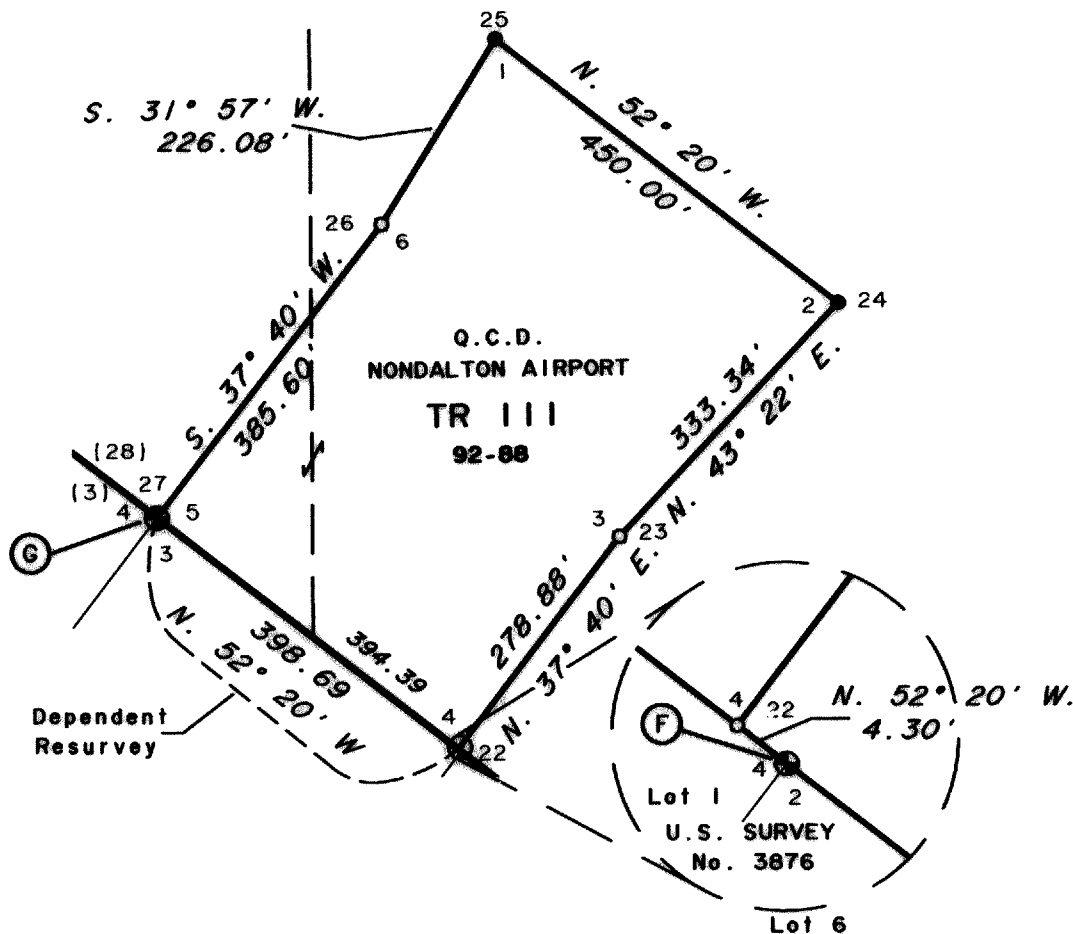 25
1
S. 31° 57' W.
226.08'
N. 52° 20' W.
450.00'
26
6
2
24
S. 37° 40' W.
385.60'
Q.C.D.
NONDALTON AIRPORT
TR III
92-88
333.34'
N. 43° 22' E.
(28)
(3)
27
4
5
3
G
3
23
278.88'
N. 37° 40' E.
394.39
398.69
N. 52° 20' W
Dependent
Resurvey
4
22
4
22
N. 52° 20' W.
4.30'
F
4
2
Lot 1
U.S. SURVEY
No. 3876
Lot 6